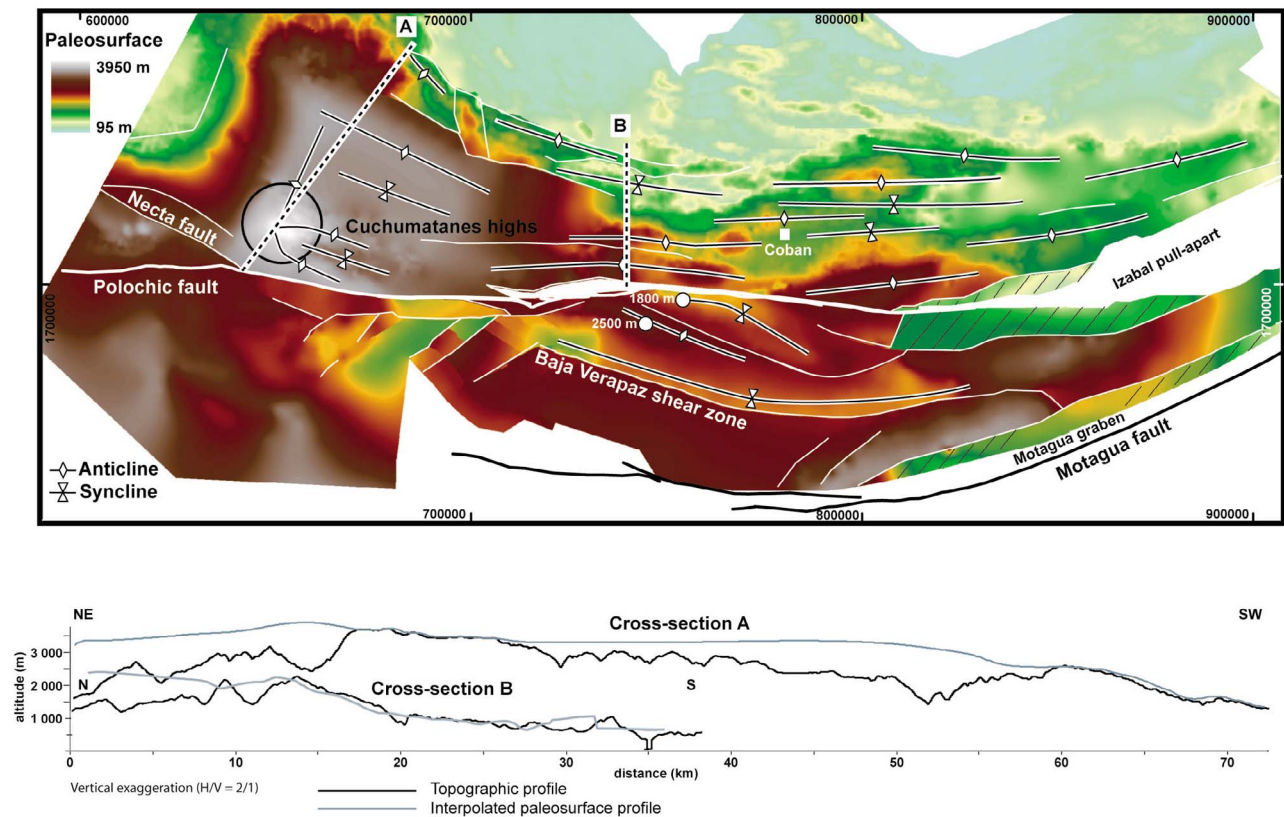 600000
700000
800000
900000
Paleosurface
3950 m
95 m
A
B
Necta fault
Cuchumatanes highs
Coban
Polochic fault
Izabal pull-apart
1700000
1800 m
1700000
2500 m
Baja Verapaz shear zone
Motagua graben
Motagua fault
Anticline
Syncline
700000
800000
900000
NE
Cross-section A
SW
altitude (m)
3 000
2 000
1 000
N
Cross-section B
S
0
10
20
30
40
50
60
70
distance (km)
Vertical exaggeration (H/V = 2/1)
Topographic profile
Interpolated paleosurface profile